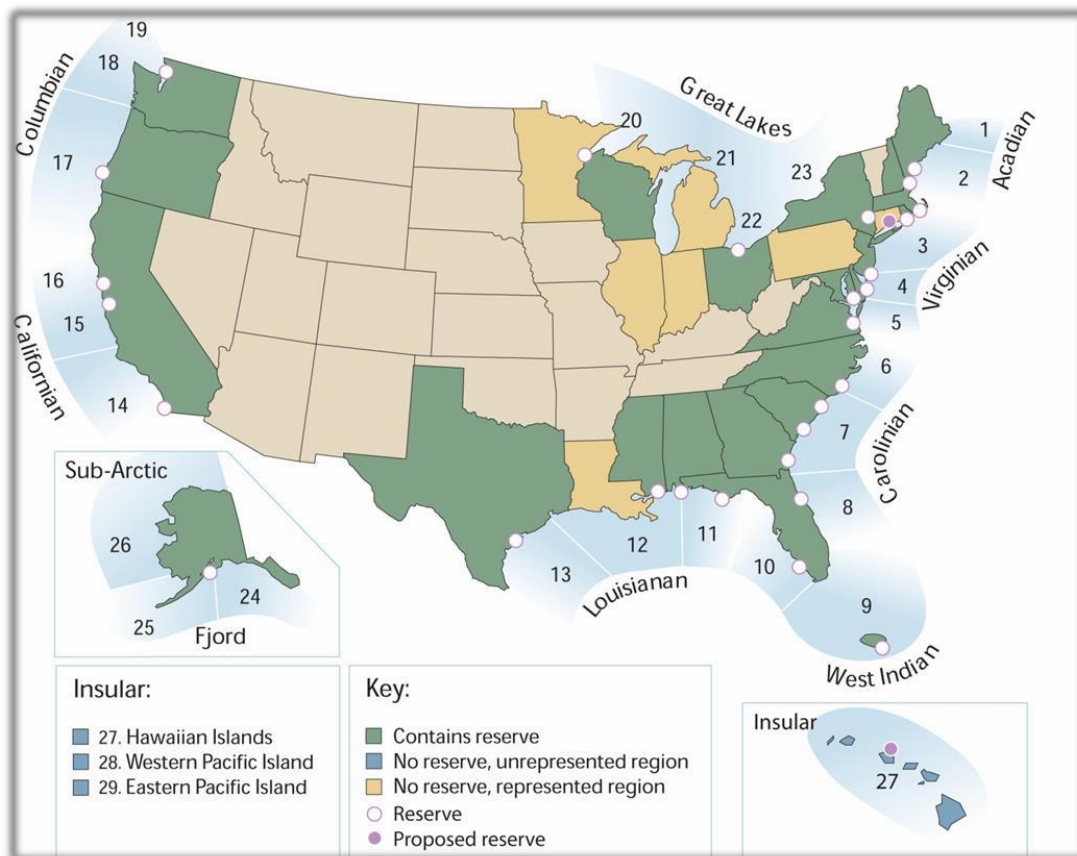 19
18
Columbian
17
16
15
Californian
14
20
Great Lakes
21
23
22
1
Acadian
2
3
Virginian
4
5
6
7
Carolinian
8
9
West Indian
10
11
12
Louisianan
13
Sub-Arctic
26
24
25
Fjord
Insular:
27. Hawaiian Islands
28. Western Pacific Island
29. Eastern Pacific Island
Key:
Contains reserve
No reserve, unrepresented region
No reserve, represented region
Reserve
Proposed reserve
Insular
27